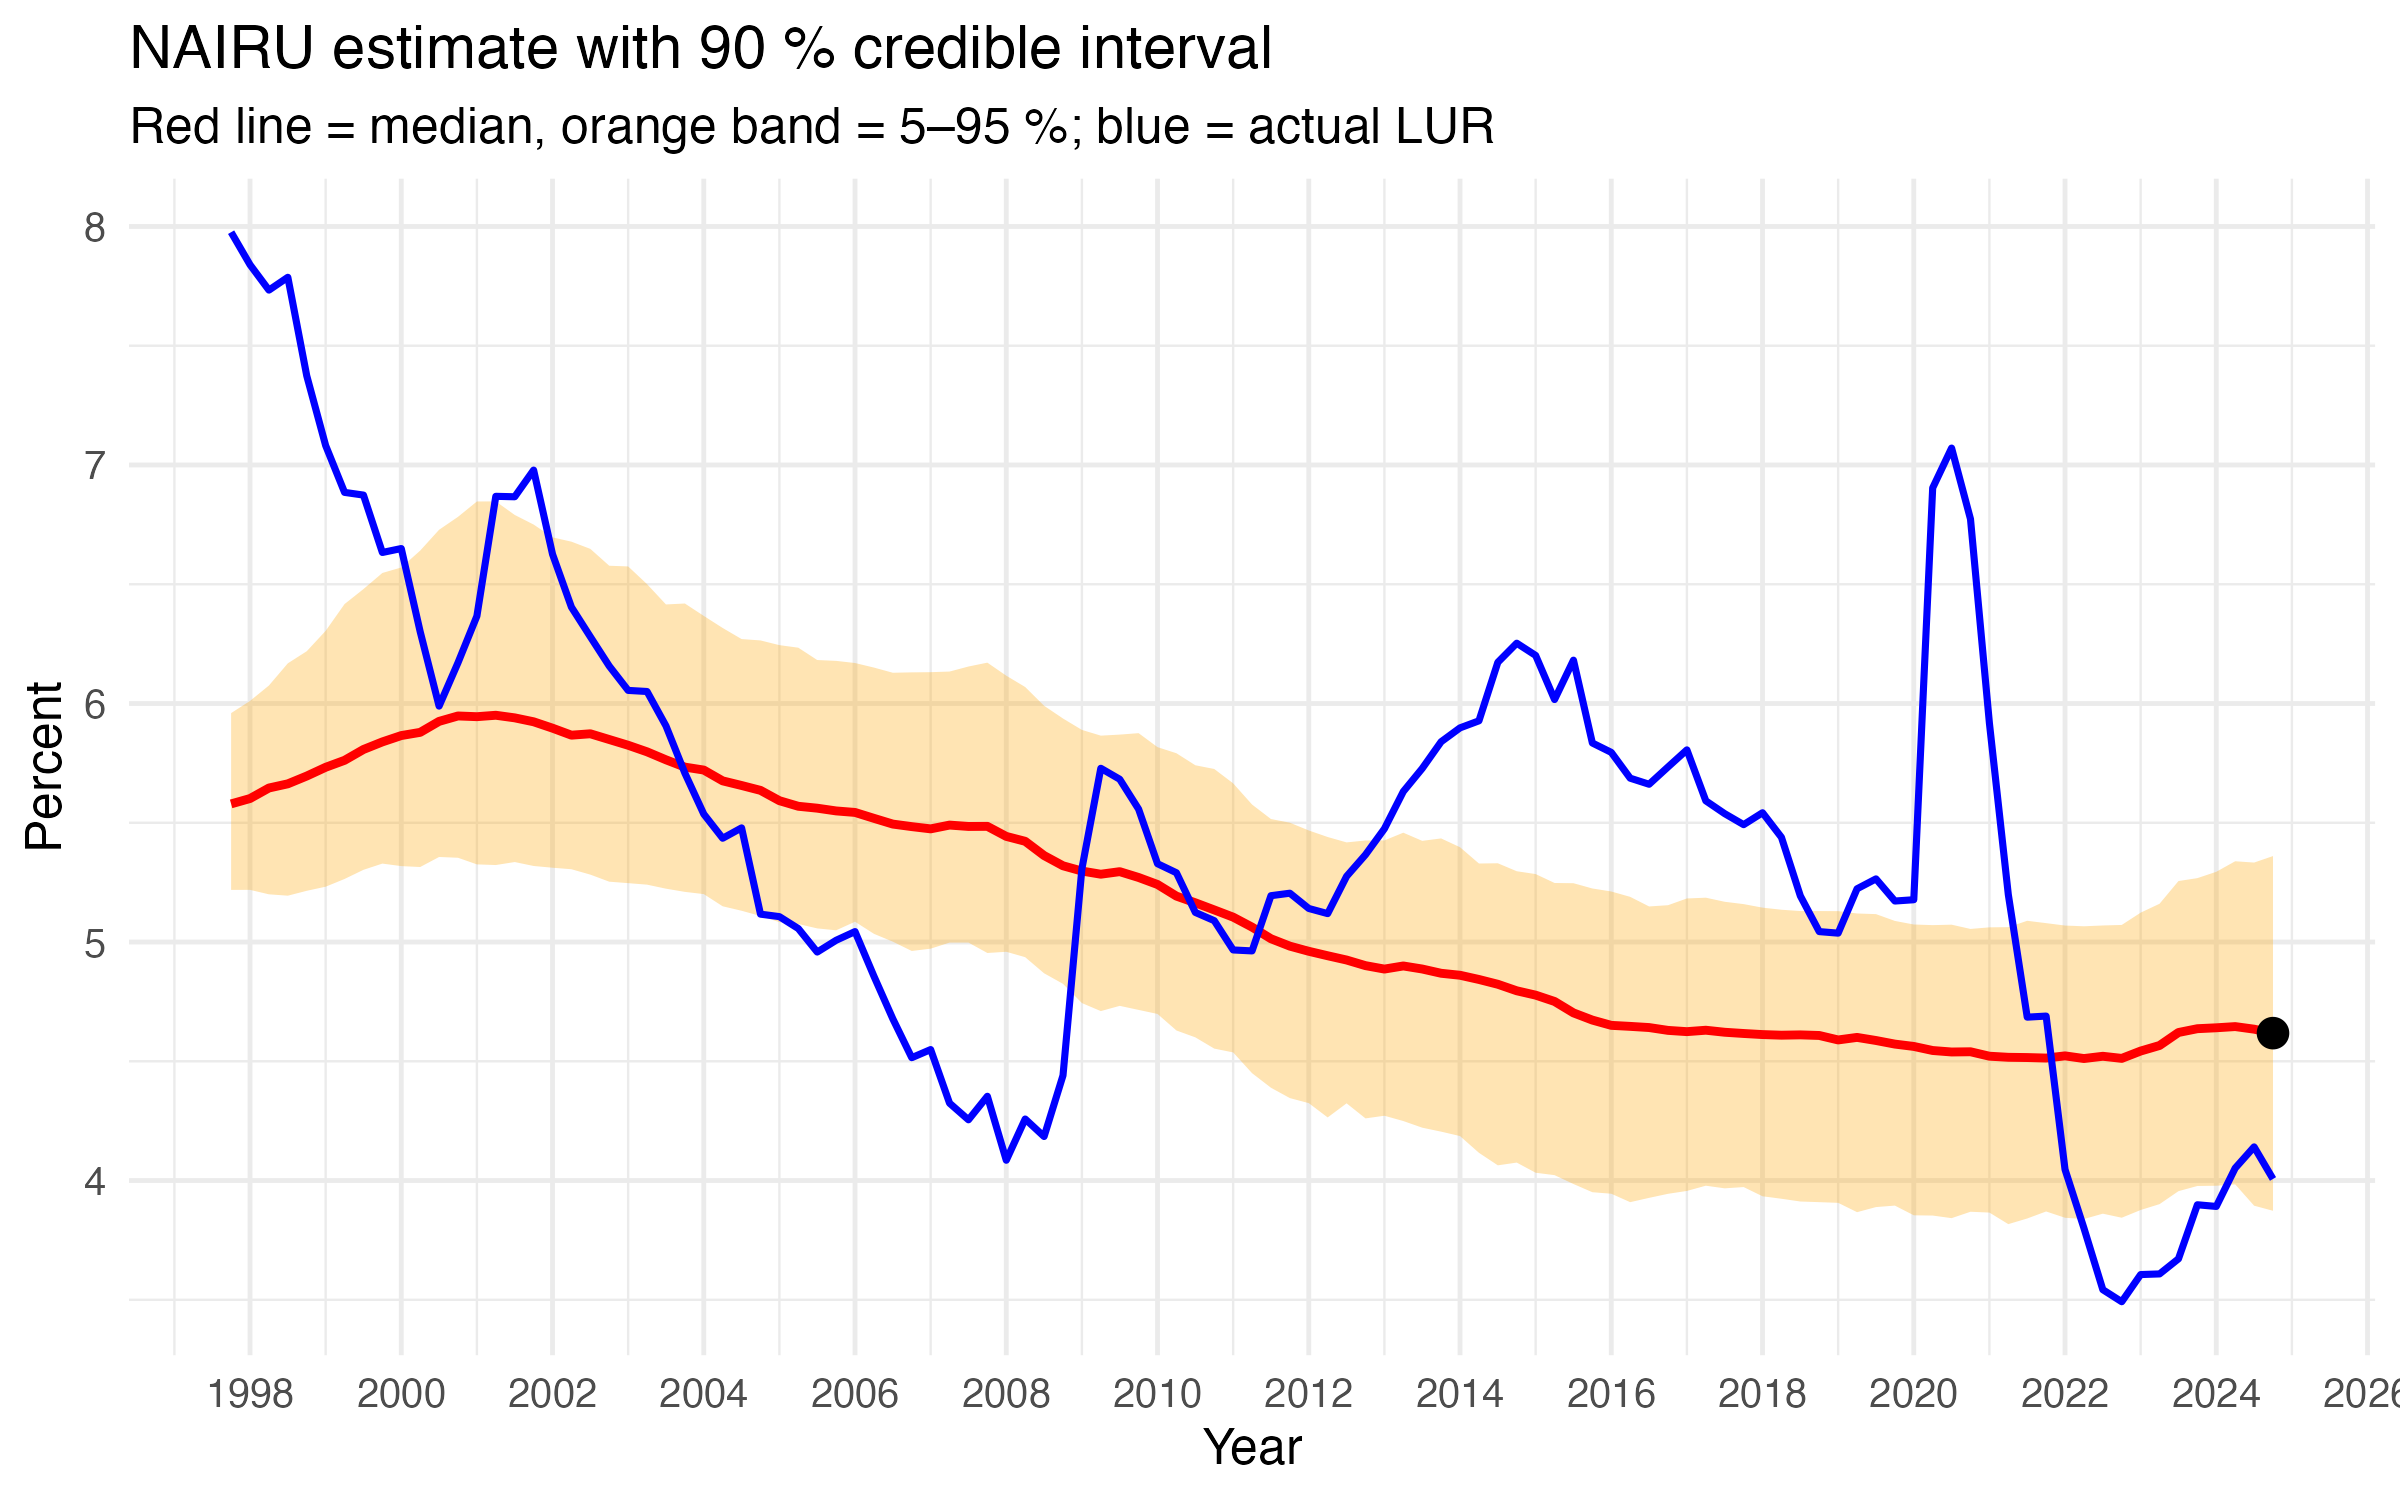 NAIRU estimate with 90 % credible interval
Red line = median, orange band = 5–95 %; blue = actual LUR
8
7
6
5
4
Percent
1998 2000 2002 2004 2006 2008 2010 2012 2014 2016 2018 2020 2022 2024 2026
Year